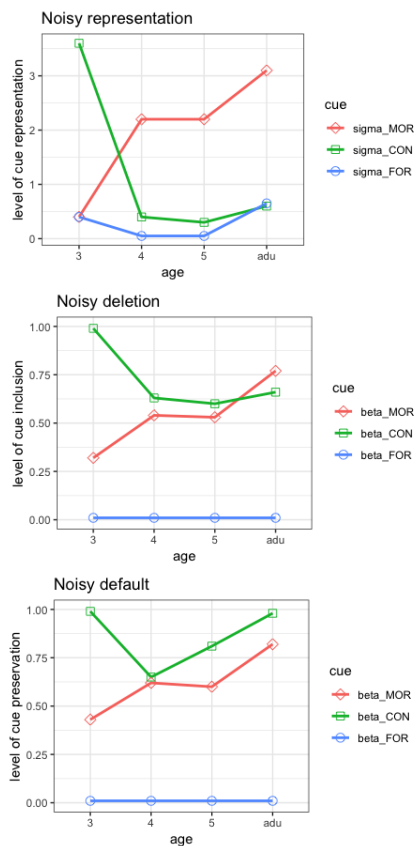 Noisy representation
level of cue representation
3
2
1
0
3
4
5
adu
age
cue
sigma_MOR
sigma_CON
sigma_FOR
Noisy deletion
level of cue inclusion
1.00
0.75
0.50
0.25
0.00
3
4
5
adu
age
cue
beta_MOR
beta_CON
beta_FOR
Noisy default
level of cue preservation
1.00
0.75
0.50
0.25
0.00
3
4
5
adu
age
cue
beta_MOR
beta_CON
beta_FOR